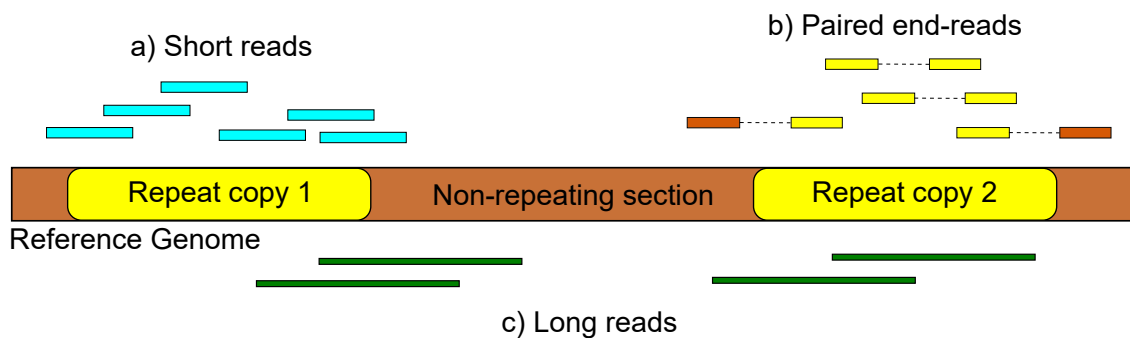 a) Short reads
b) Paired end-reads
Repeat copy 1
Non-repeating section
Repeat copy 2
Reference Genome
c) Long reads